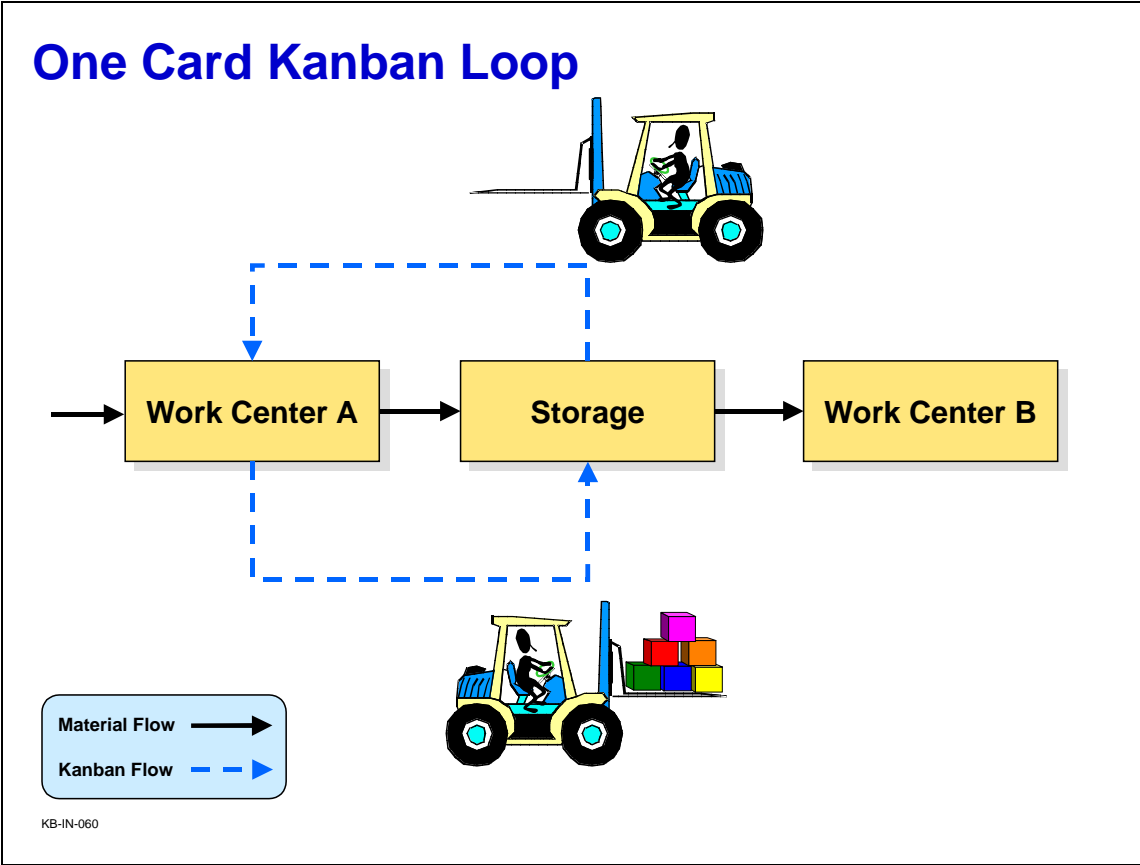 One Card Kanban Loop
Work Center A
Storage
Work Center B
Material Flow
Kanban Flow
KB-IN-060